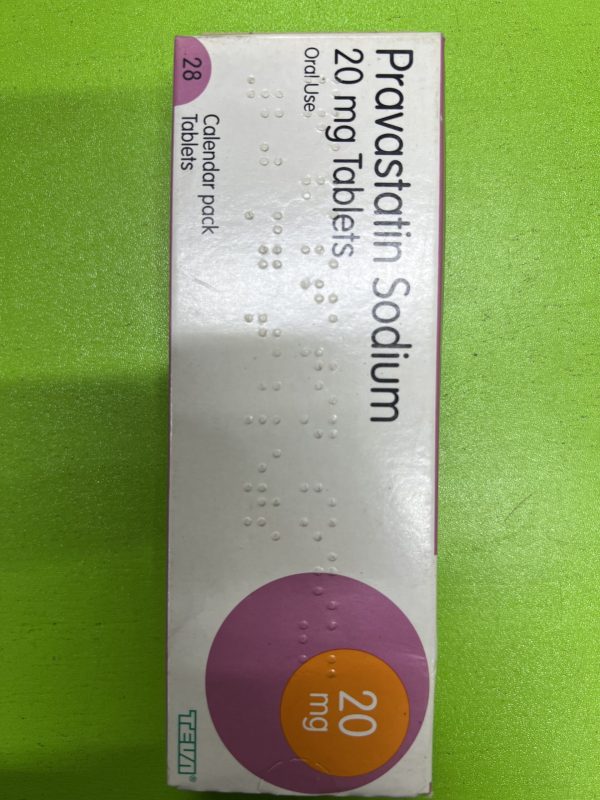 Pravastatin Sodium
20 mg Tablets
Oral Use
28
Calendar pack
Tablets
20
mg
TEVA®